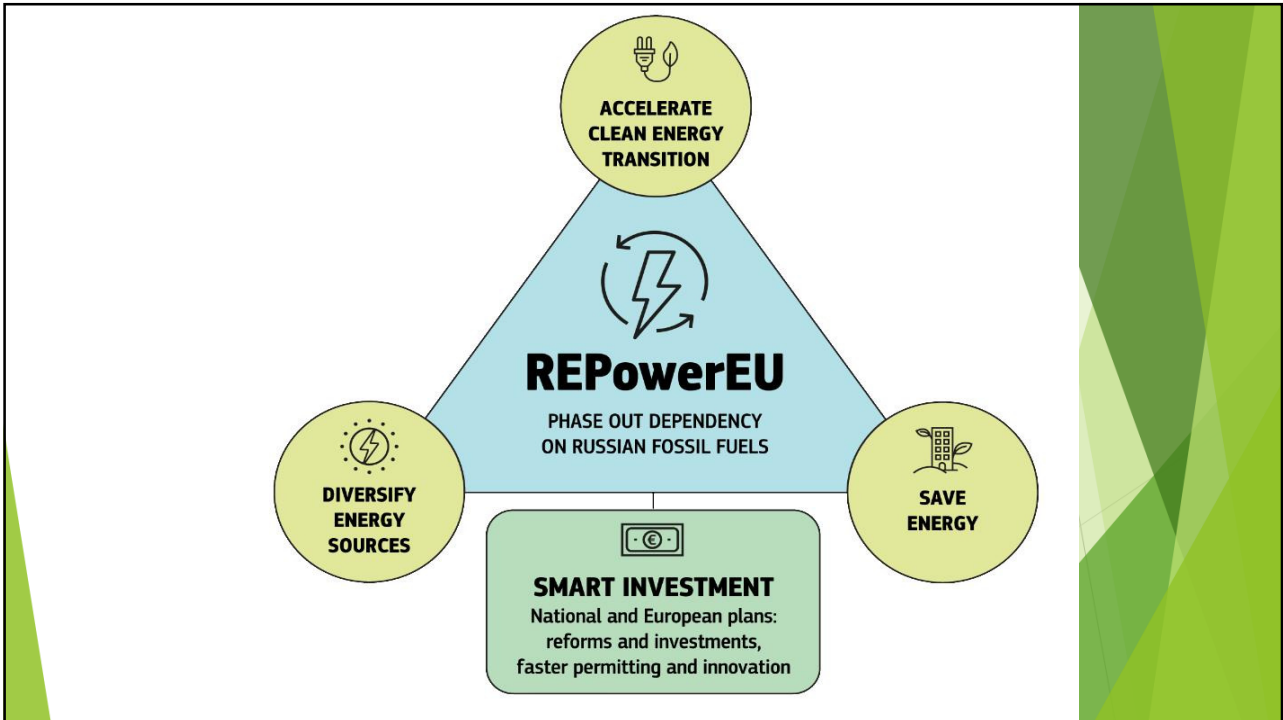 ACCELERATE
CLEAN ENERGY
TRANSITION
REPowerEU
PHASE OUT DEPENDENCY
ON RUSSIAN FOSSIL FUELS
DIVERSIFY
ENERGY
SOURCES
SAVE
ENERGY
€
SMART INVESTMENT
National and European plans:
reforms and investments,
faster permitting and innovation